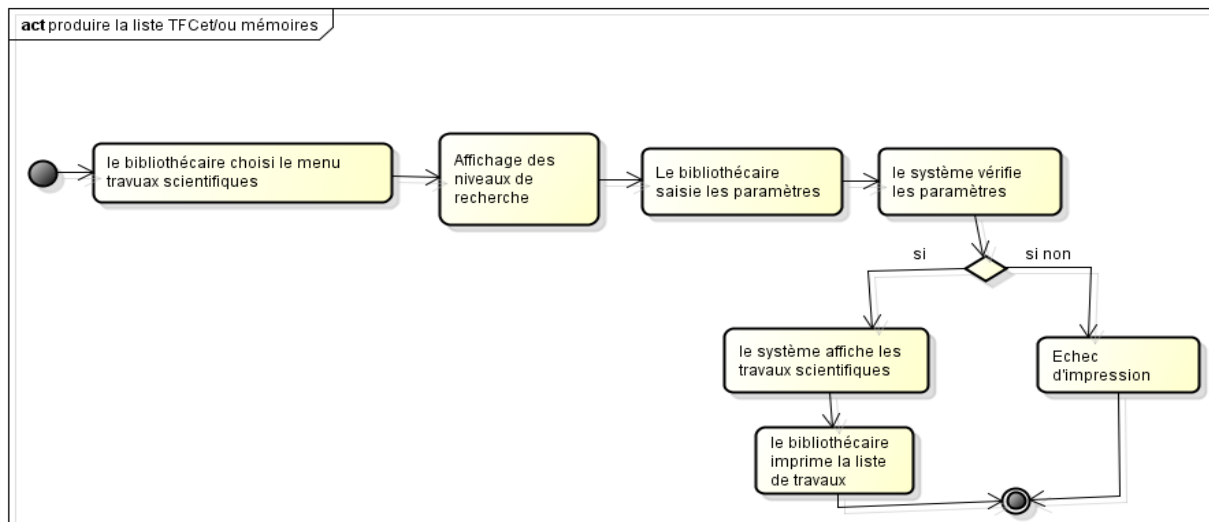 act produire la liste TFCet/ou mémoires
le bibliothécaire choisi le menu
travuax scientifiques
Affichage des
niveaux de
recherche
Le bibliothécaire
saisie les paramètres
le système vérifie
les paramètres
si
si non
le système affiche les
travaux scientifiques
Echec
d'impression
le bibliothécaire
imprime la liste
de travaux